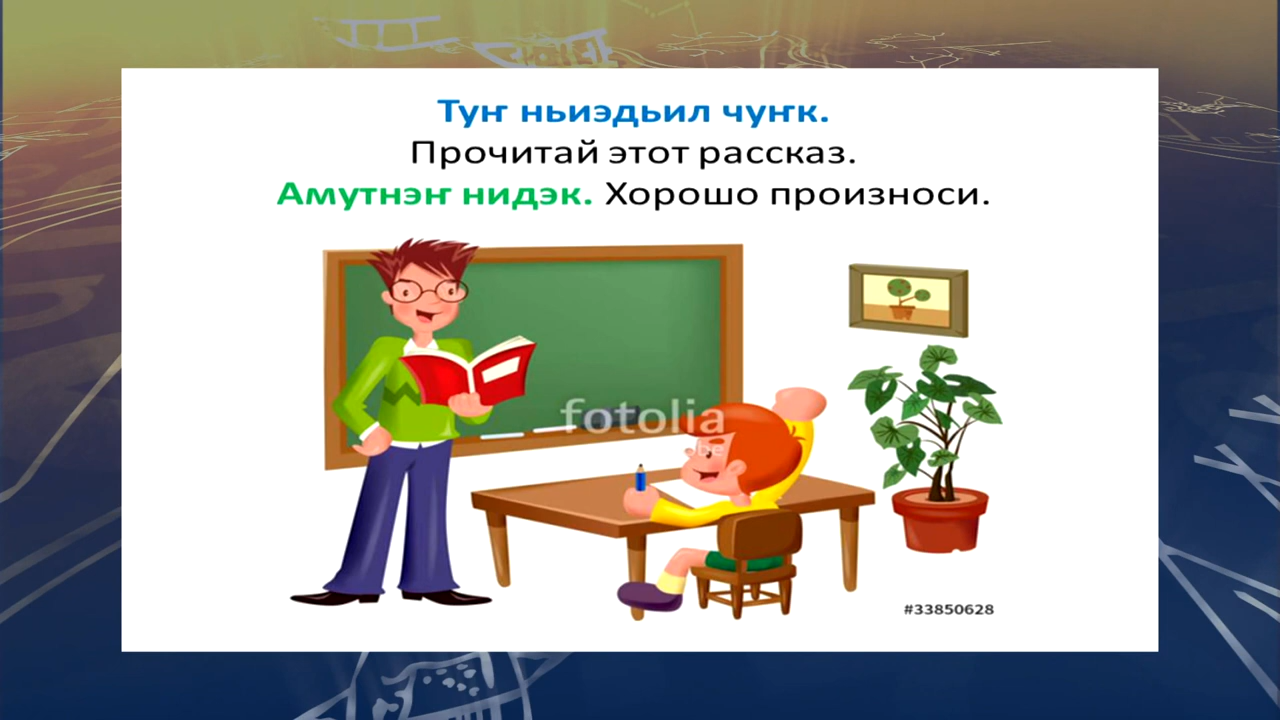 Туҥ ньиэдьил чуҥк.
Прочитай этот рассказ.
Амутнэҥ нидэк. Хорошо произноси.
fotolia
#33850628